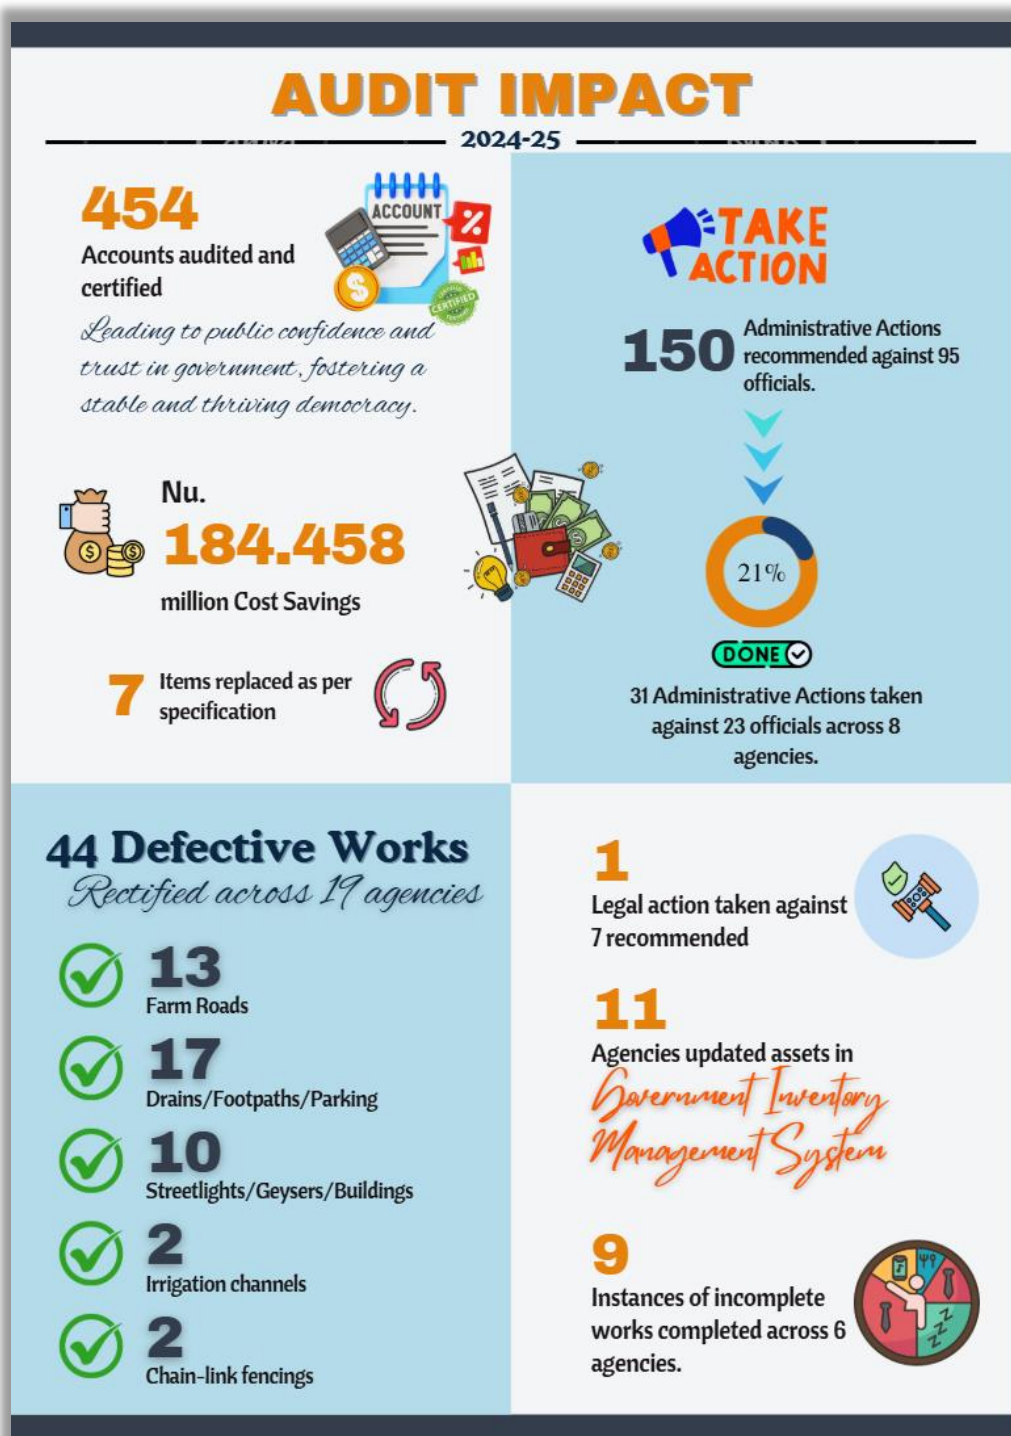 AUDIT IMPACT
2024-25
454
Accounts audited and
certified
Leading to public confidence and
trust in government, fostering a
stable and thriving democracy.
ACCOUNT
%
$
CERTIFIED
Nu.
184.458
million Cost Savings
$
$
7
Items replaced as per
specification
TAKE
ACTION
150
Administrative Actions
recommended against 95
officials.
21%
DONE
31 Administrative Actions taken
against 23 officials across 8
agencies.
44 Defective Works
Rectified across 19 agencies
13
Farm Roads
17
Drains/Footpaths/Parking
10
Streetlights/Geysers/Buildings
2
Irrigation channels
2
Chain-link fencings
1
Legal action taken against
7 recommended
11
Agencies updated assets in
Government Inventory
Management System
9
Instances of incomplete
works completed across 6
agencies.